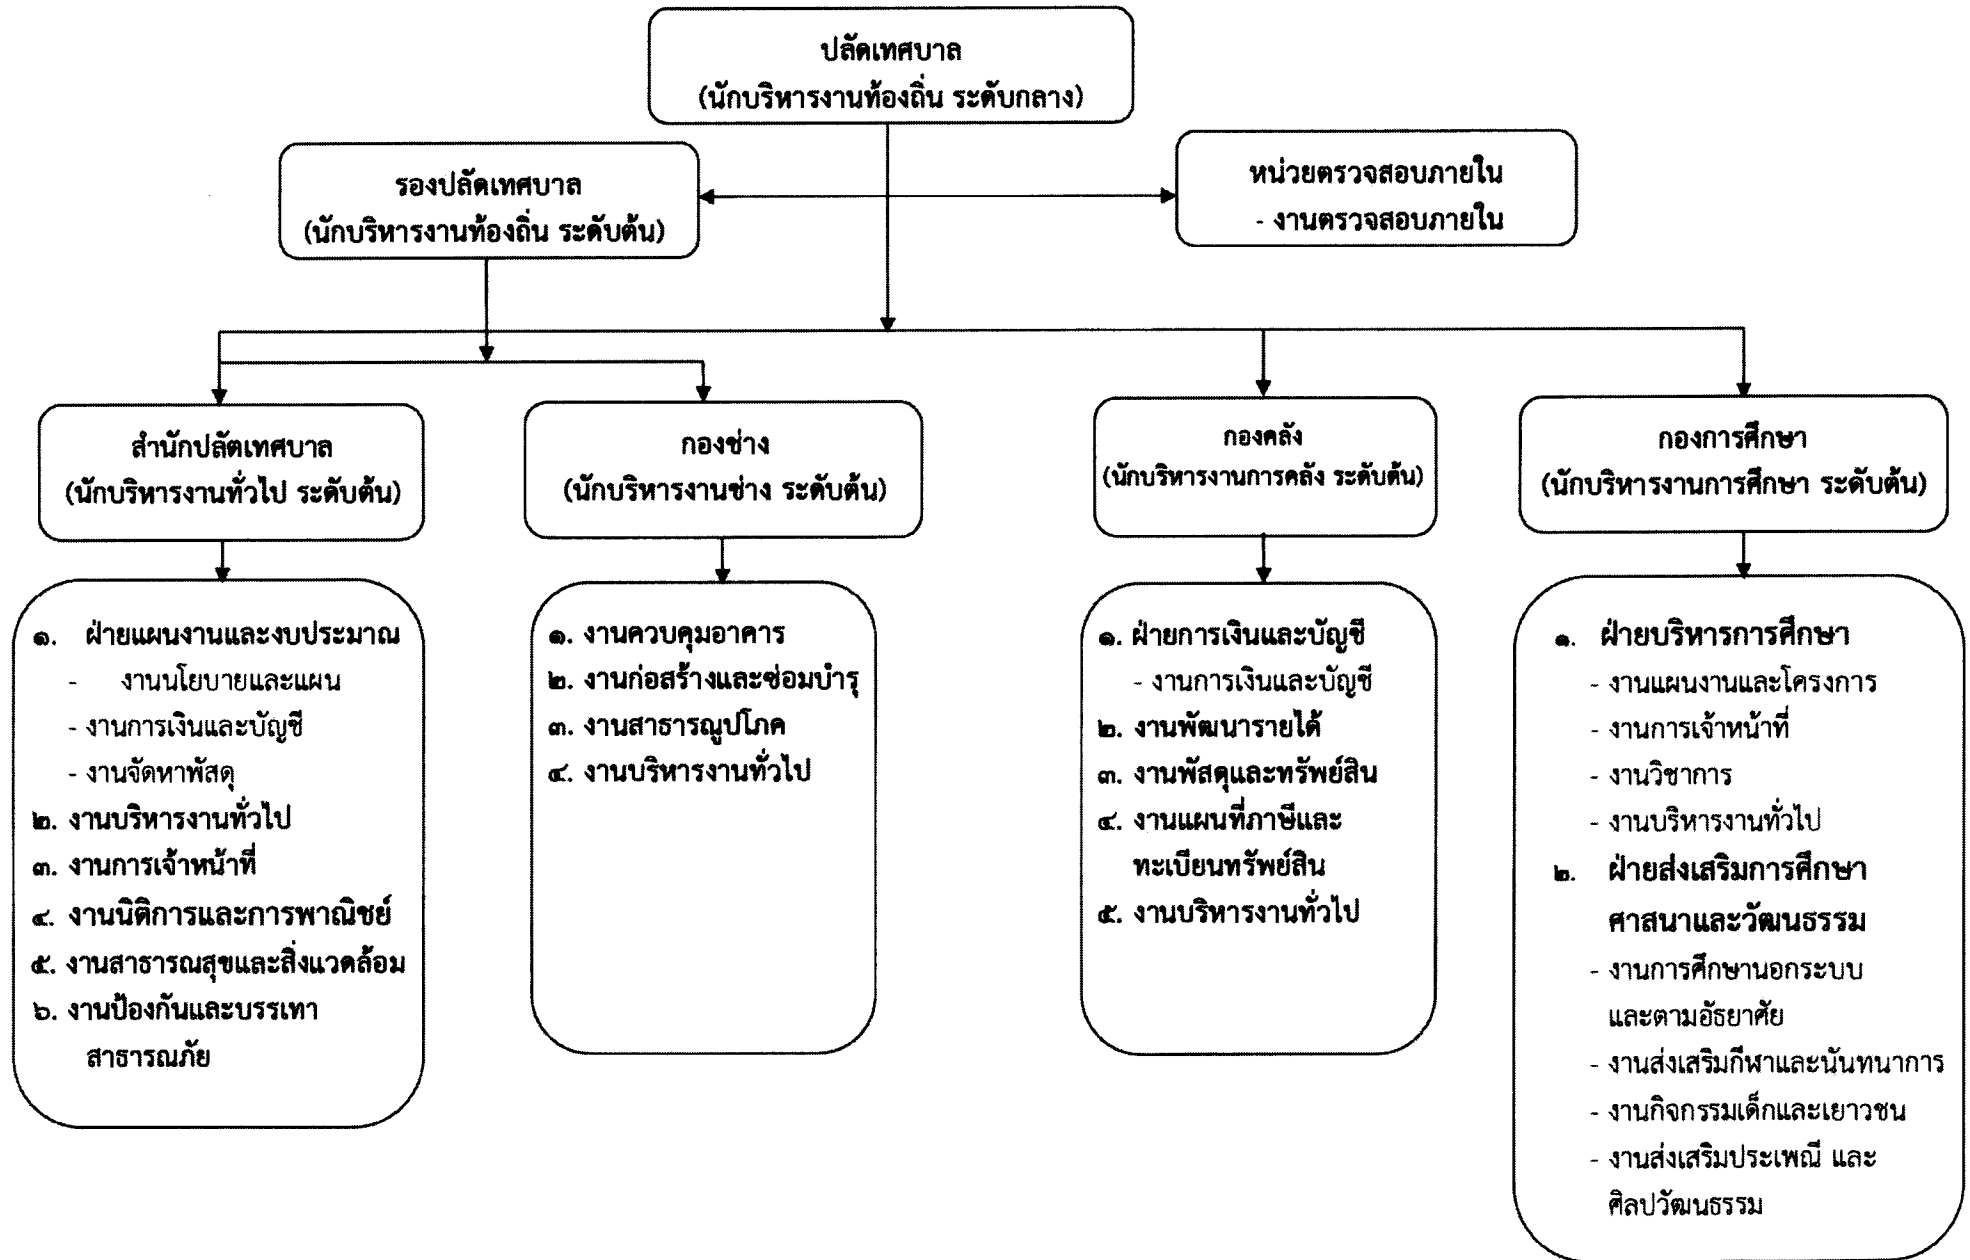 ปลัดเทศบาล
(นักบริหารงานท้องถิ่น ระดับกลาง)
รองปลัดเทศบาล
(นักบริหารงานท้องถิ่น ระดับต้น)
หน่วยตรวจสอบภายใน
- งานตรวจสอบภายใน
สำนักปลัดเทศบาล
(นักบริหารงานทั่วไป ระดับต้น)
กองช่าง
(นักบริหารงานช่าง ระดับต้น)
กองคลัง
(นักบริหารงานการคลัง ระดับต้น)
กองการศึกษา
(นักบริหารงานการศึกษา ระดับต้น)
๑. ฝ่ายแผนงานและงบประมาณ
- งานนโยบายและแผน
- งานการเงินและบัญชี
- งานจัดหาพัสดุ
๒. งานบริหารงานทั่วไป
๓. งานการเจ้าหน้าที่
๔. งานนิติการและการพาณิชย์
๕. งานสาธารณสุขและสิ่งแวดล้อม
๖. งานป้องกันและบรรเทา
สาธารณภัย
๑. งานควบคุมอาคาร
๒. งานก่อสร้างและซ่อมบำรุ
๓. งานสาธารณูปโภค
๔. งานบริหารงานทั่วไป
๑. ฝ่ายการเงินและบัญชี
- งานการเงินและบัญชี
๒. งานพัฒนารายได้
๓. งานพัสดุและทรัพย์สิน
๔. งานแผนที่ภาษีและ
ทะเบียนทรัพย์สิน
๕. งานบริหารงานทั่วไป
๑. ฝ่ายบริหารการศึกษา
- งานแผนงานและโครงการ
- งานการเจ้าหน้าที่
- งานวิชาการ
- งานบริหารงานทั่วไป
๒. ฝ่ายส่งเสริมการศึกษา
ศาสนาและวัฒนธรรม
- งานการศึกษานอกระบบ
และตามอัธยาศัย
- งานส่งเสริมกีฬาและนันทนาการ
- งานกิจกรรมเด็กและเยาวชน
- งานส่งเสริมประเพณี และ
ศิลปวัฒนธรรม